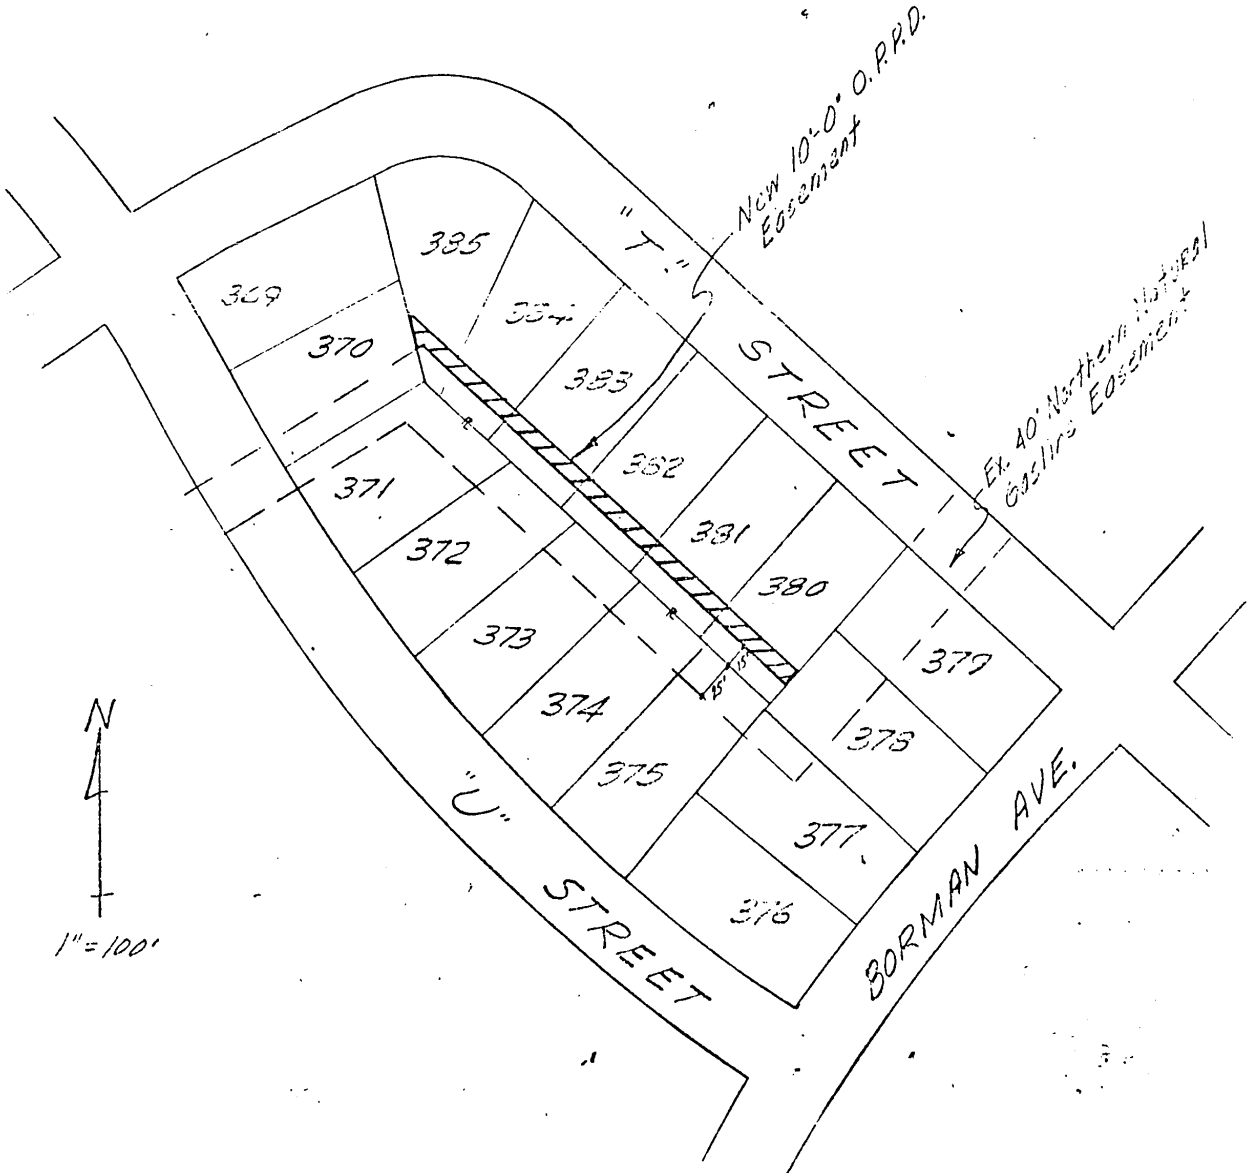 New 10'-0" O.P.P.D.
Easement
"T."
STREET
Ex. 40' Northern Natural
Gasline Easement
385
369
384
370
383
382
371
381
372
380
373
379
374
378
375
377
376
25'
15'
N
1"=100'
"U"
STREET
BORMAN AVE.